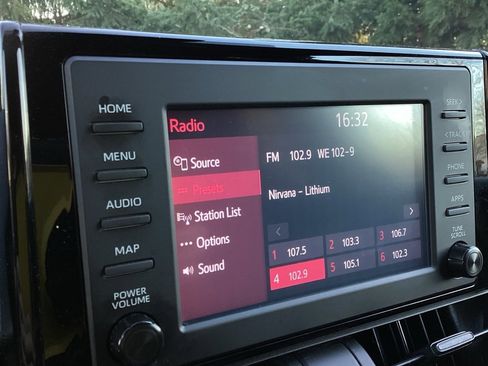 HOME
MENU
AUDIO
MAP
POWER
VOLUME
Radio
16:32
Source
Presets
Station List
Options
Sound
FM 102.9 WE 102-9
Nirvana - Lithium
1 107.5 2 103.3 3 106.7
4 102.9 5 105.1 6 102.3
SEEK >
< TRACK
PHONE
APPS
TUNE
SCROLL